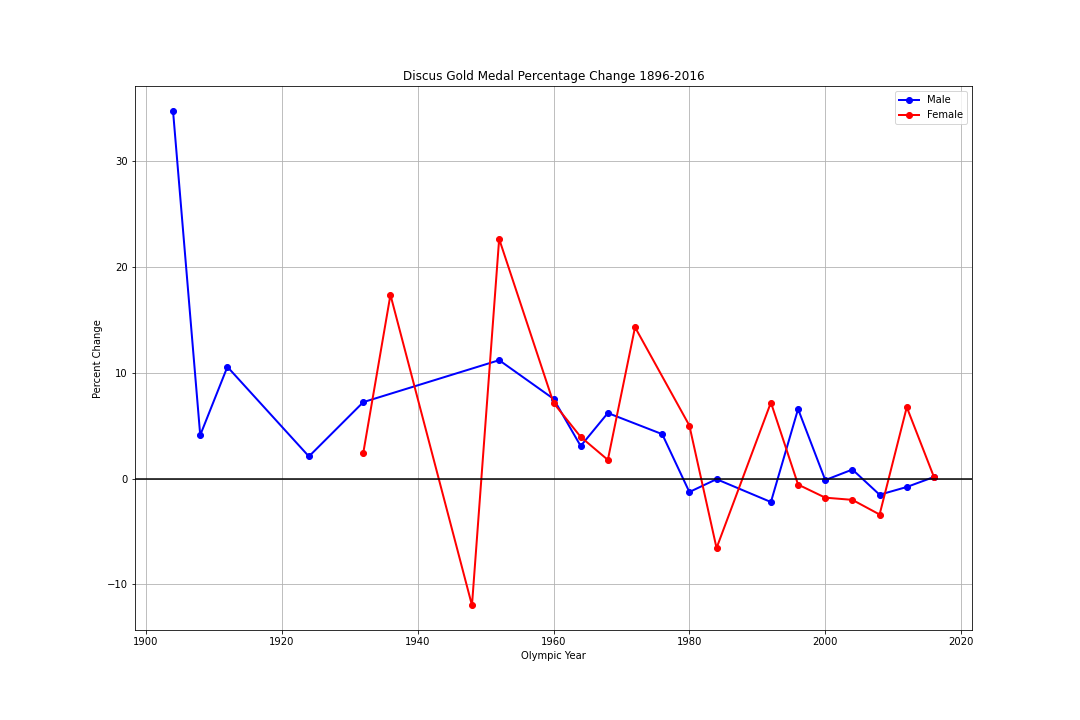 Discus Gold Medal Percentage Change 1896-2016
Male
Female
Percent Change
30
20
10
0
−10
1900 1920 1940 1960 1980 2000 2020
Olympic Year